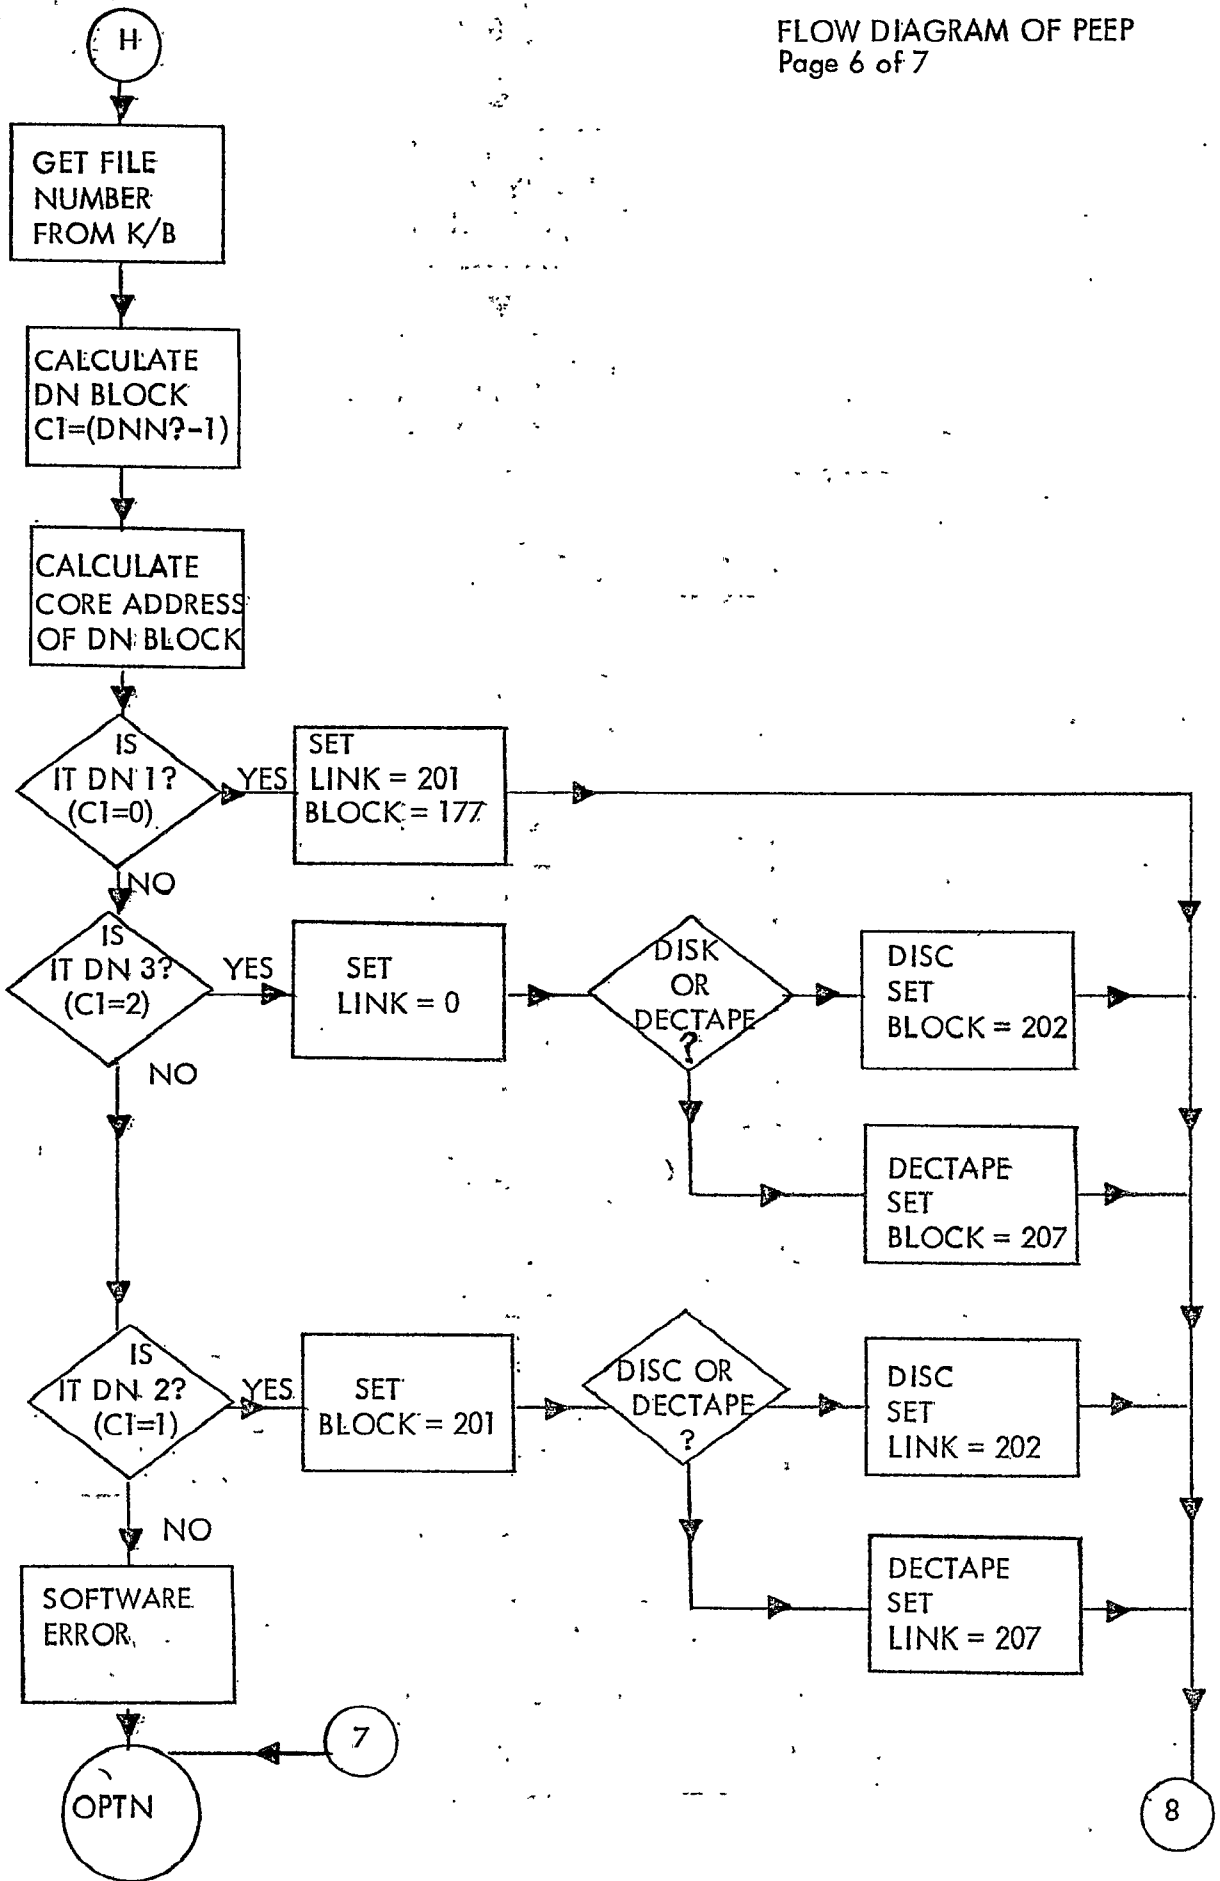 FLOW DIAGRAM OF PEEP
Page 6 of 7
H
GET FILE
NUMBER
FROM K/B
CALCULATE
DN BLOCK
C1=(DNN?-1)
CALCULATE
CORE ADDRESS
OF DN BLOCK
IS
IT DN 1?
(C1=0)
YES
SET
LINK = 201
BLOCK = 177
NO
IS
IT DN 3?
(C1=2)
YES
SET
LINK = 0
DISK
OR
DECTAPE
?
DISC
SET
BLOCK = 202
NO
DECTAPE
SET
BLOCK = 207
IS
IT DN 2?
(C1=1)
YES
SET
BLOCK = 201
DISC OR
DECTAPE
?
DISC
SET
LINK = 202
NO
DECTAPE
SET
LINK = 207
SOFTWARE
ERROR
7
OPTN
8